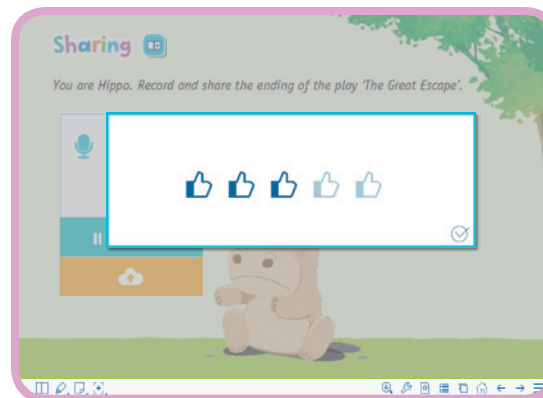 Sharing
You are Hippo. Record and share the ending of the play 'The Great Escape'.